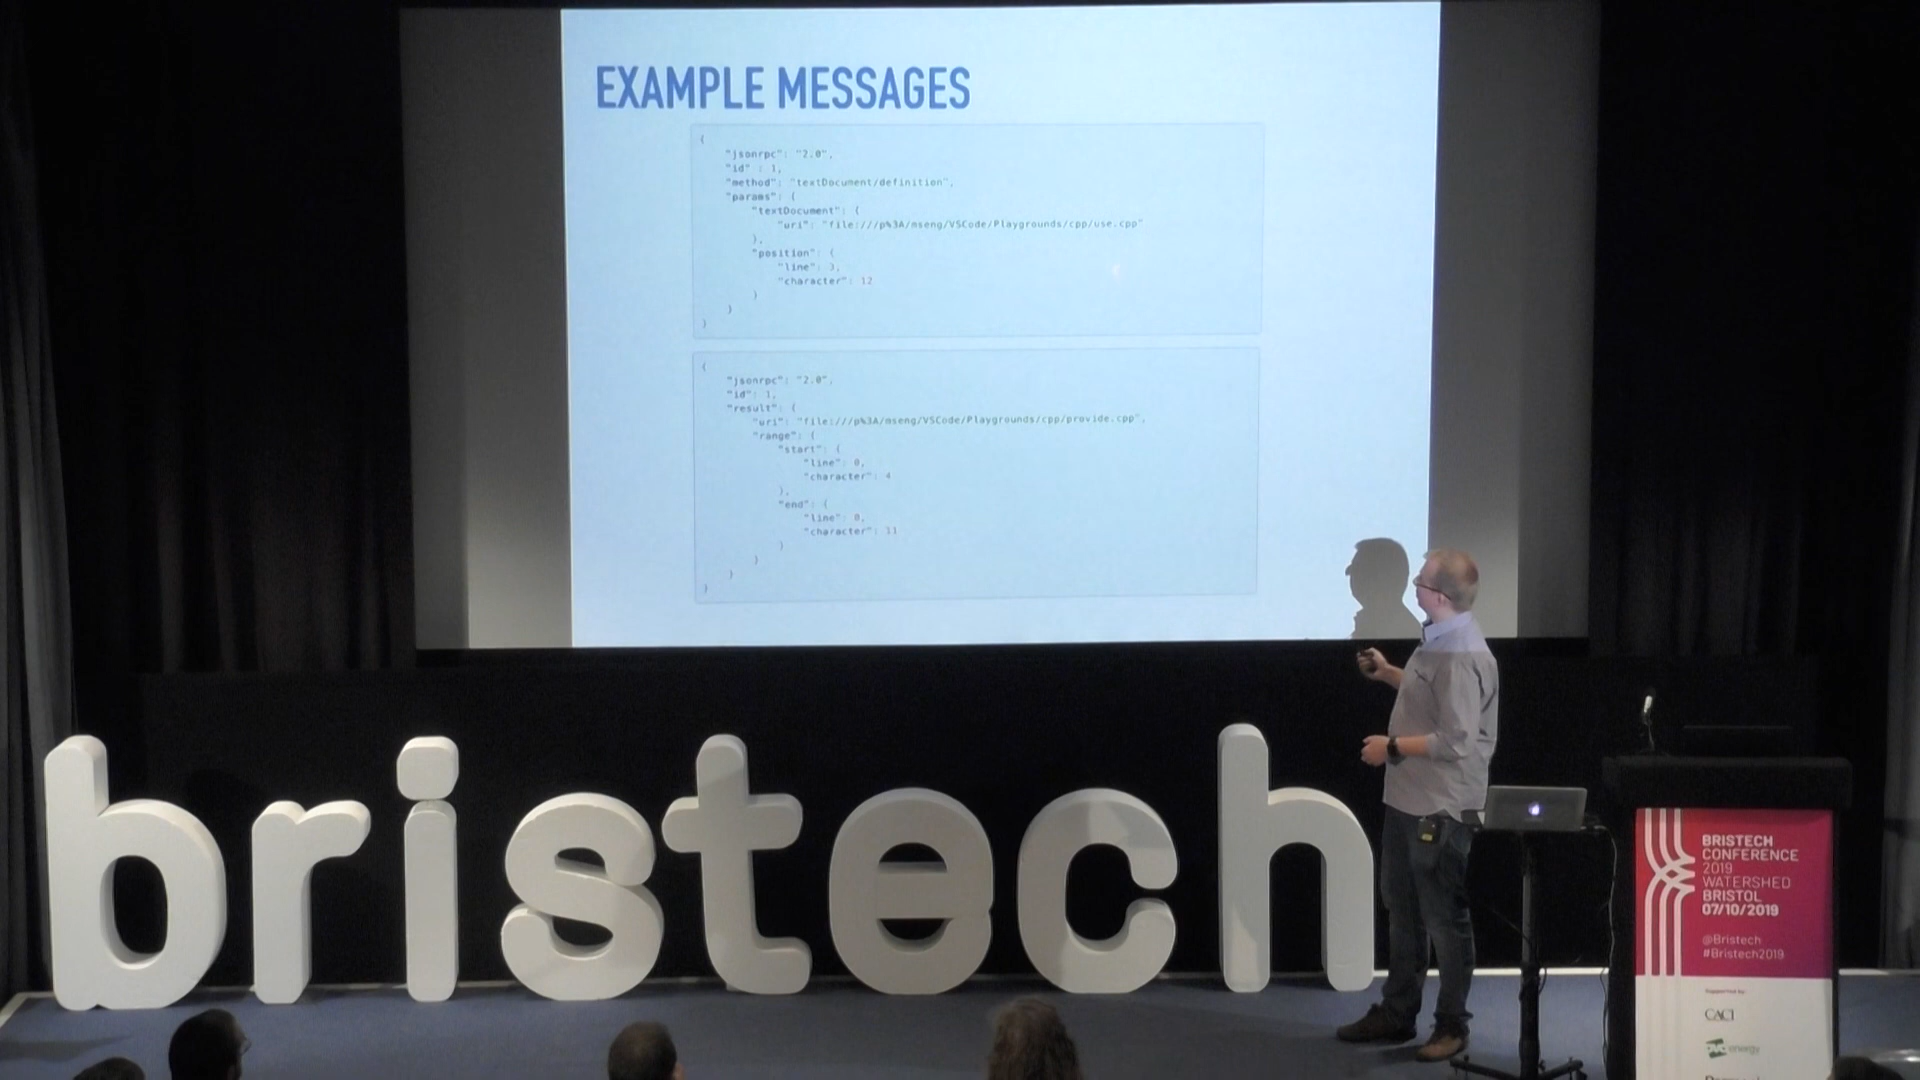 EXAMPLE MESSAGES
{
"jsonrpc": "2.0",
"id" : 1,
"method": "textDocument/definition",
"params": {
"textDocument": {
"uri": "file:///p%3A/mseng/VSCode/Playgrounds/cpp/use.cpp"
},
"position": {
"line": 3,
"character": 12
}
}
}
{
"jsonrpc": "2.0",
"id": 1,
"result": {
"uri": "file:///p%3A/mseng/VSCode/Playgrounds/cpp/provide.cpp",
"range": {
"start": {
"line": 0,
"character": 4
},
"end": {
"line": 0,
"character": 11
}
}
}
}
bristech
BRISTECH
CONFERENCE
2019
WATERSHED
BRISTOL
07/10/2019
@Bristech
#Bristech2019
Supported by:
CACI
energy